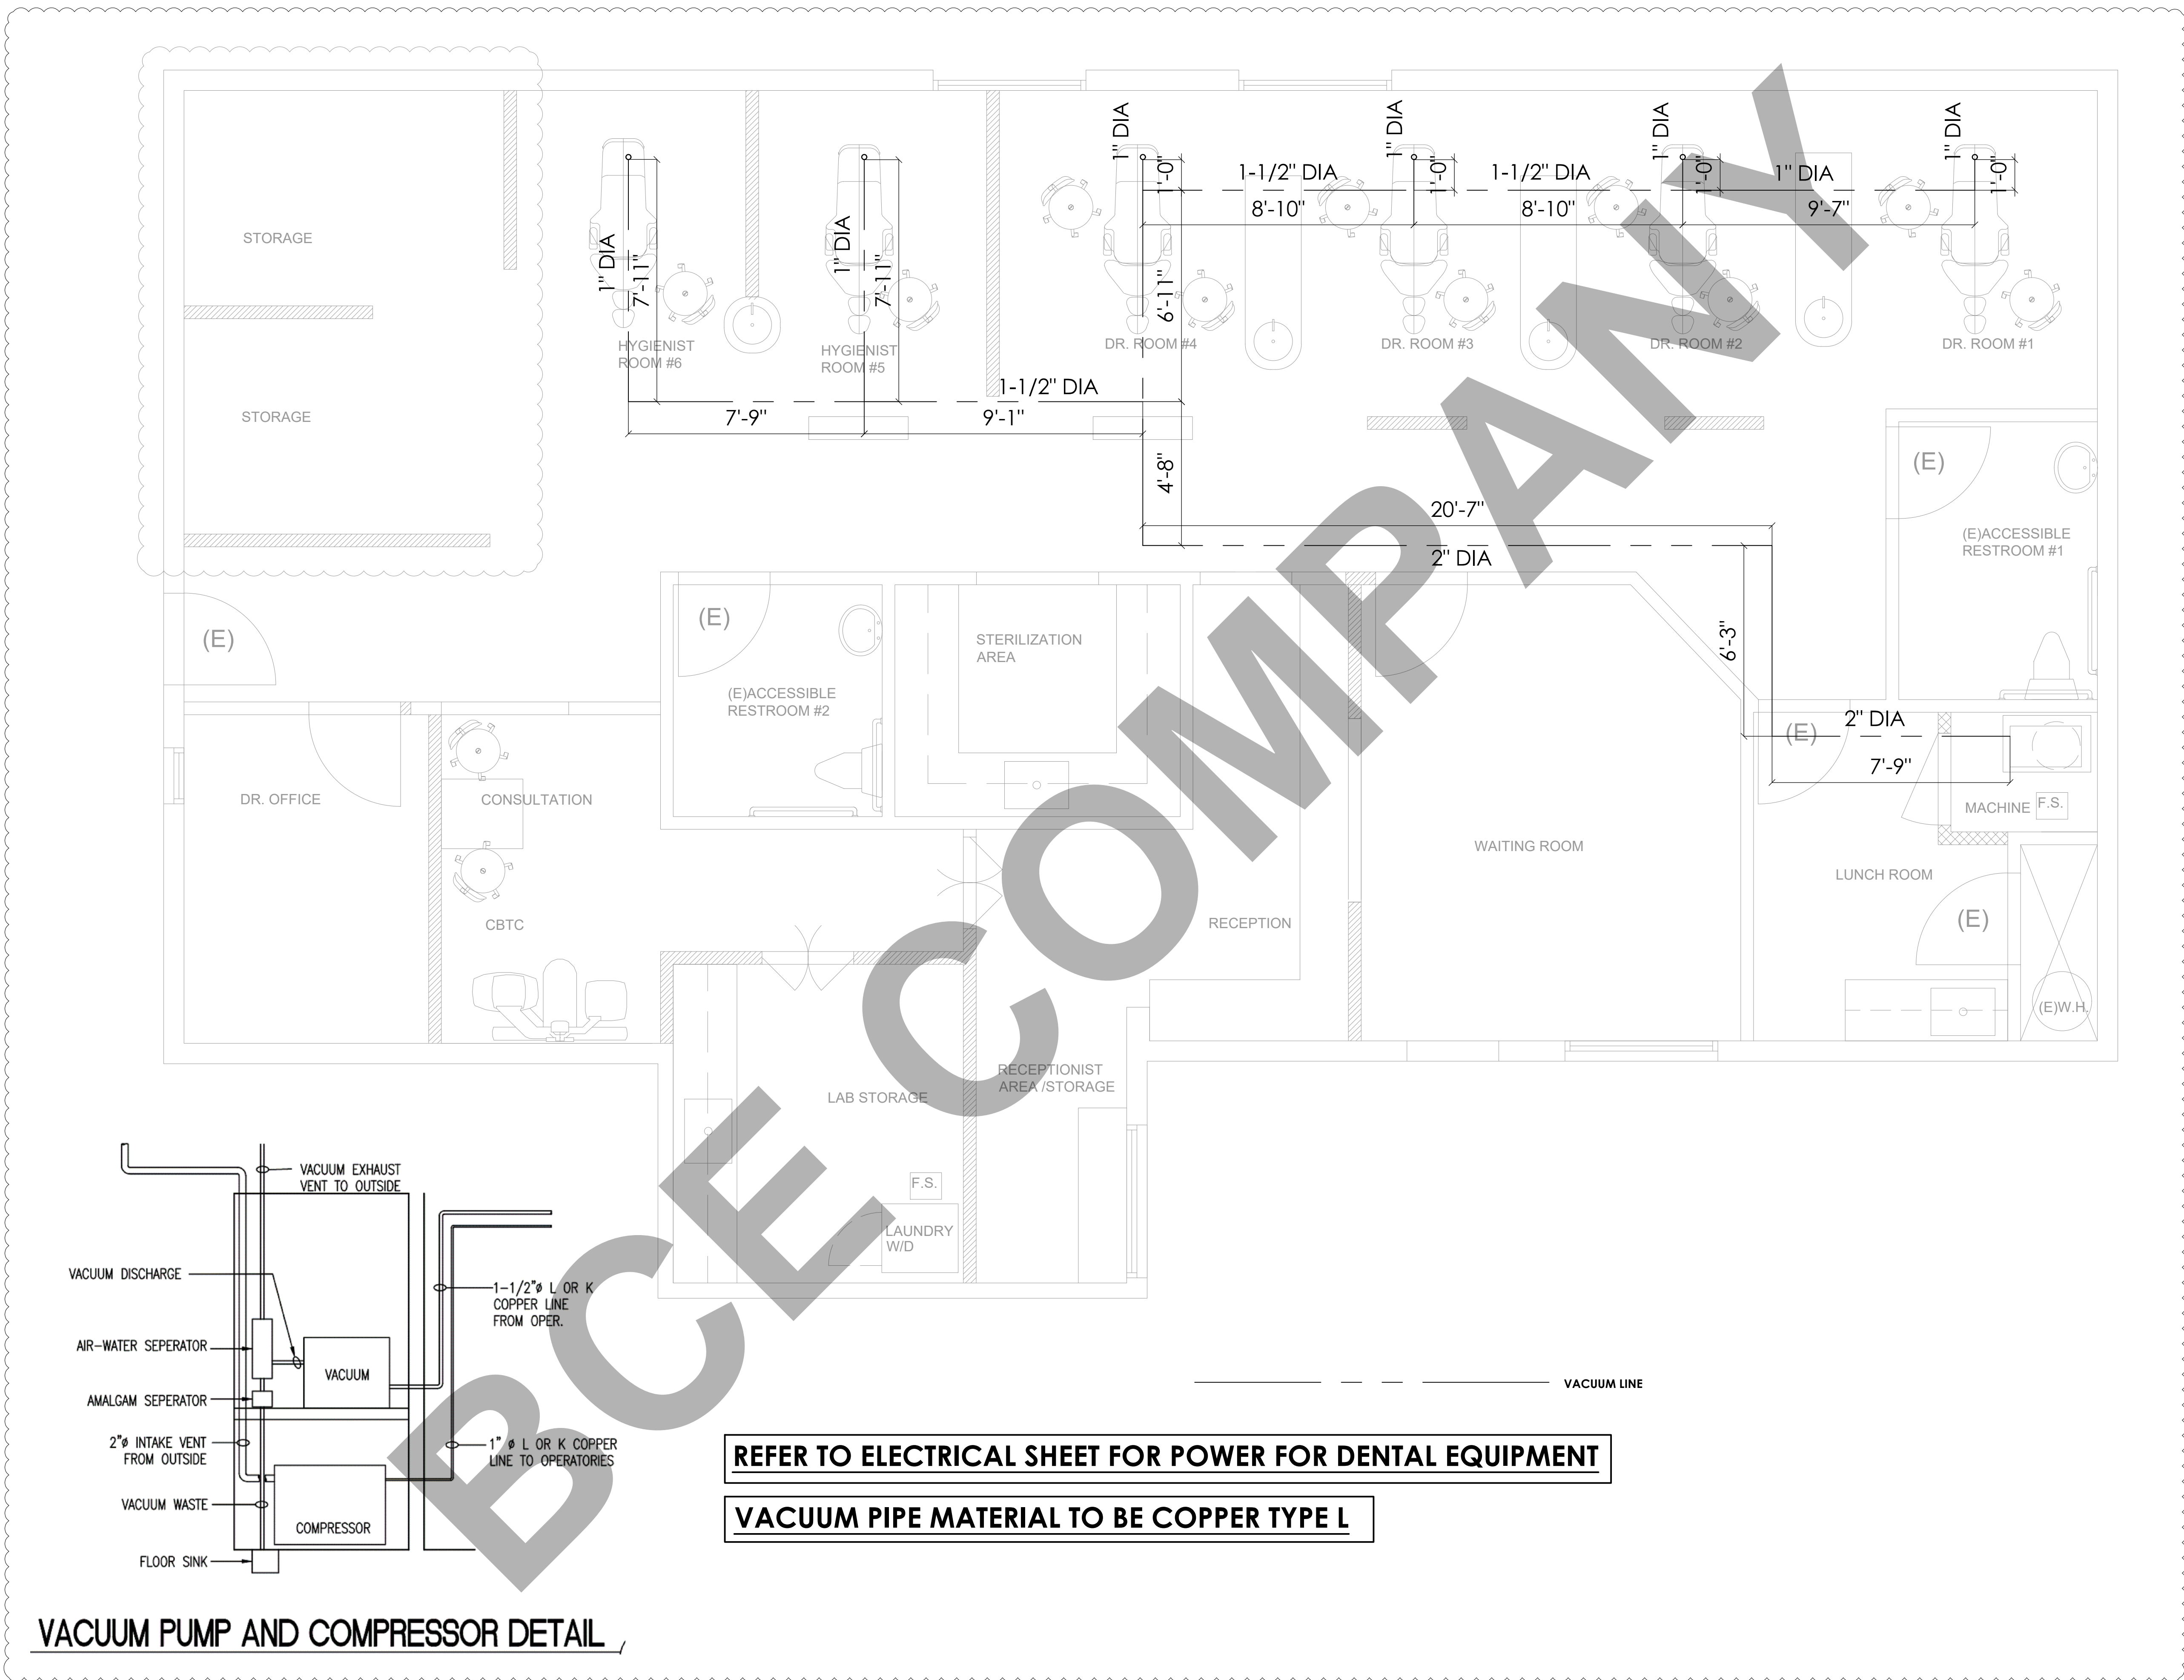 1" DIA
1" DIA
1" DIA
1" DIA
1'-0"
1'-0"
1'-0"
1'-0"
1-1/2" DIA
1-1/2" DIA
1" DIA
8'-10"
8'-10"
9'-7"
STORAGE
1" DIA
7'-11"
1" DIA
7'-11"
6'-11"
HYGIENIST
ROOM #6
HYGIENIST
ROOM #5
DR. ROOM #4
DR. ROOM #3
DR. ROOM #2
DR. ROOM #1
STORAGE
1-1/2" DIA
7'-9"
9'-1"
4'-8"
(E)
20'-7"
2" DIA
(E)ACCESSIBLE
RESTROOM #1
(E)
(E)
STERILIZATION
AREA
6'-3"
(E)ACCESSIBLE
RESTROOM #2
(E)
2" DIA
7'-9"
DR. OFFICE
CONSULTATION
MACHINE
F.S.
WAITING ROOM
LUNCH ROOM
CBTC
RECEPTION
(E)
(E)W.H.
RECEPTIONIST
AREA /STORAGE
LAB STORAGE
F.S.
LAUNDRY
W/D
BCE COMPANY
VACUUM EXHAUST
VENT TO OUTSIDE
VACUUM DISCHARGE
1-1/2"ø L OR K
COPPER LINE
FROM OPER.
AIR-WATER SEPERATOR
VACUUM
AMALGAM SEPERATOR
2"ø INTAKE VENT
FROM OUTSIDE
1" ø L OR K COPPER
LINE TO OPERATORIES
VACUUM WASTE
COMPRESSOR
FLOOR SINK
VACUUM PUMP AND COMPRESSOR DETAIL
VACUUM LINE
REFER TO ELECTRICAL SHEET FOR POWER FOR DENTAL EQUIPMENT
VACUUM PIPE MATERIAL TO BE COPPER TYPE L